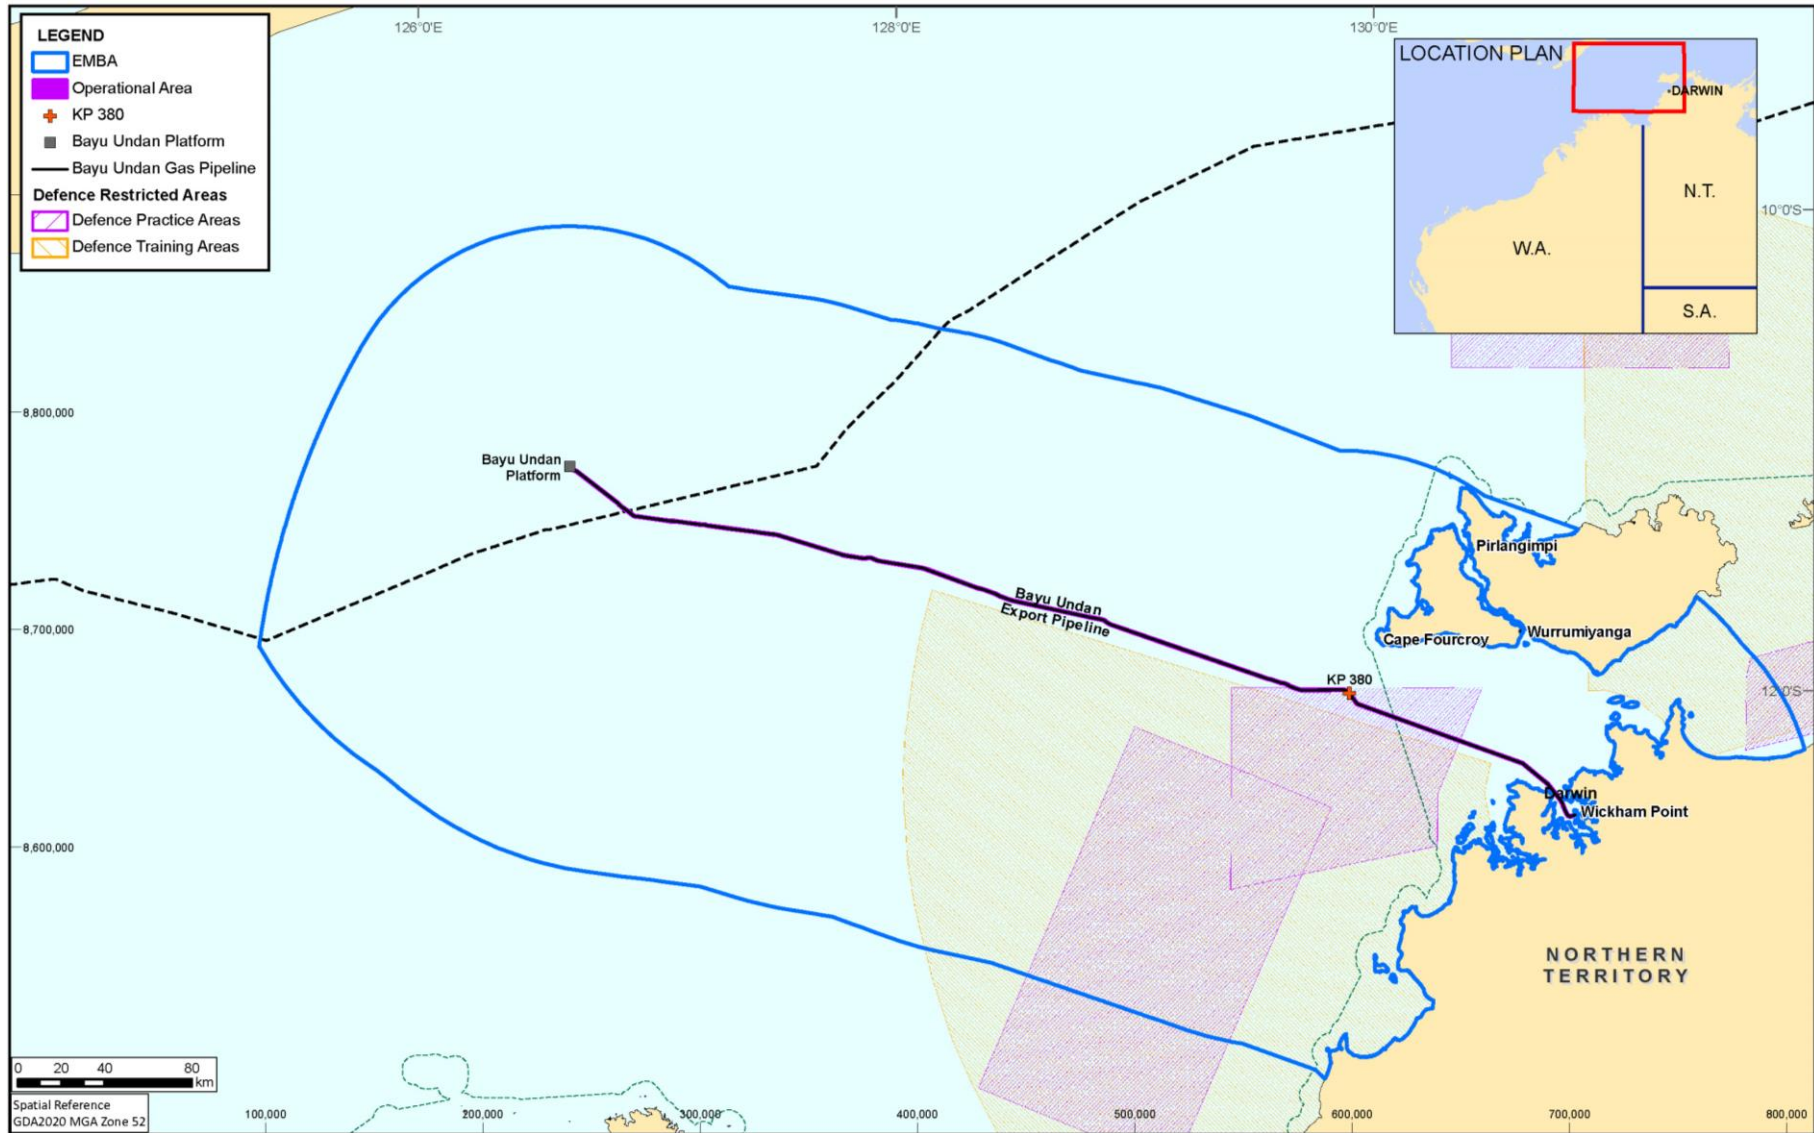 126°0'E
128°0'E
130°0'E
LEGEND
EMBA
Operational Area
KP 380
Bayu Undan Platform
Bayu Undan Gas Pipeline
Defence Restricted Areas
Defence Practice Areas
Defence Training Areas
LOCATION PLAN
DARWIN
N.T.
W.A.
S.A.
10°0'S
8,800,000
Bayu Undan
Platform
Pirlangimpi
Bayu Undan
Export Pipeline
8,700,000
Cape Fourcroy
Wurrumiyanga
KP 380
12°0'S
Darwin
Wickham Point
8,600,000
NORTHERN
TERRITORY
0 20 40 80
km
Spatial Reference
GDA2020 MGA Zone 52
100,000
200,000
300,000
400,000
500,000
600,000
700,000
800,000